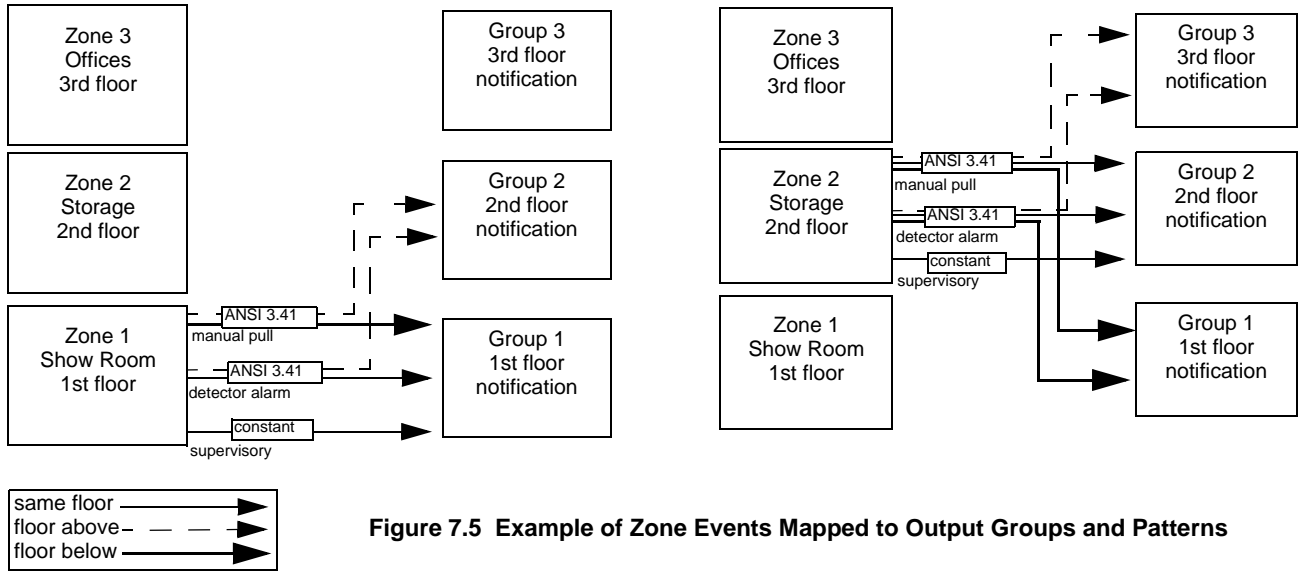 Zone 3
Offices
3rd floor
Group 3
3rd floor
notification
Zone 2
Storage
2nd floor
Group 2
2nd floor
notification
Zone 1
Show Room
1st floor
ANSI 3.41
manual pull
ANSI 3.41
detector alarm
constant
supervisory
Group 1
1st floor
notification
Zone 3
Offices
3rd floor
Group 3
3rd floor
notification
Zone 2
Storage
2nd floor
ANSI 3.41
manual pull
ANSI 3.41
detector alarm
constant
supervisory
Group 2
2nd floor
notification
Zone 1
Show Room
1st floor
Group 1
1st floor
notification
same floor
floor above
floor below
Figure 7.5 Example of Zone Events Mapped to Output Groups and Patterns